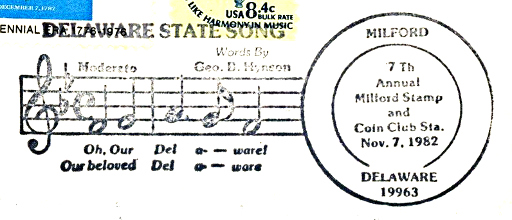 DECEMBER 7, 1787
LIKE HARMONY IN MUSIC
USA 8.4c
BULK RATE
ENNIAL ERA 1776-1976
DELAWARE STATE SONG
Words By
Moderato Geo. B. Hynson
Oh, Our Del a- — ware!
Our beloved Del a- — ware
MILFORD
7 Th
Annual
Milford Stamp
and
Coin Club Sta.
Nov. 7, 1982
DELAWARE
19963